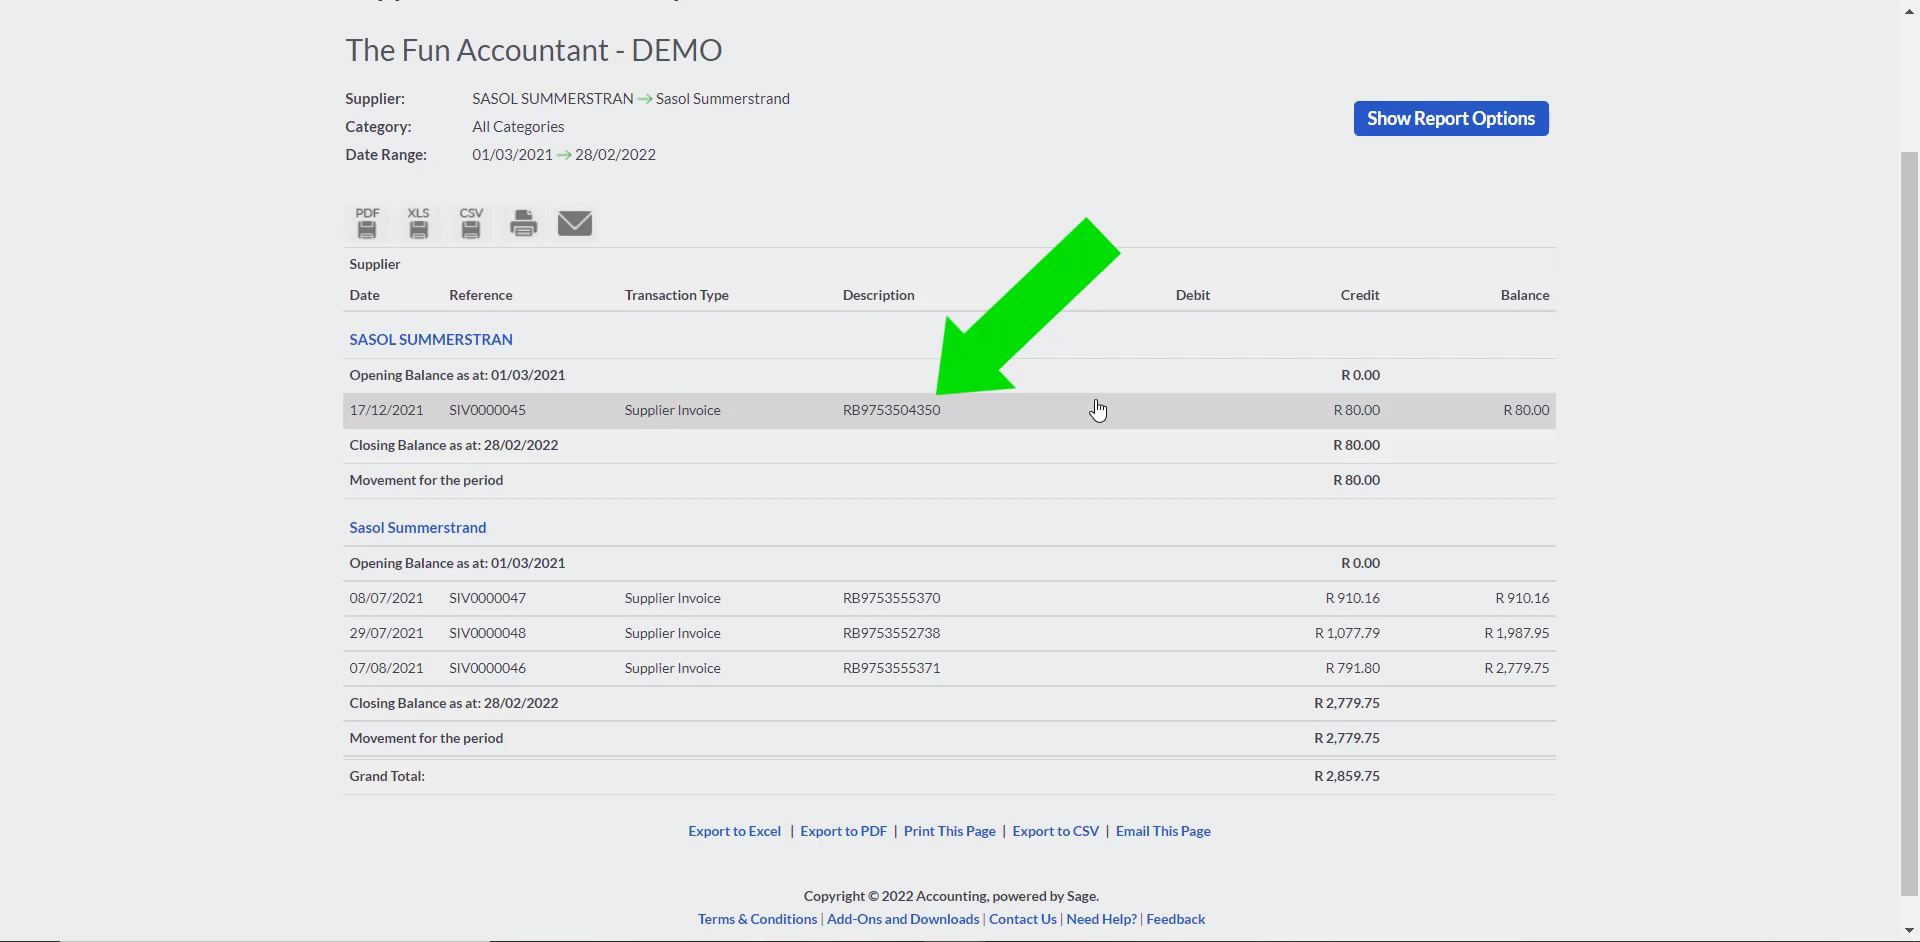 The Fun Accountant - DEMO
Supplier: SASOL SUMMERSTRAN → Sasol Summerstrand
Category: All Categories
Date Range: 01/03/2021 → 28/02/2022
Show Report Options
PDF XLS CSV
Supplier
Date Reference Transaction Type Description Debit Credit Balance
SASOL SUMMERSTRAN
Opening Balance as at: 01/03/2021 R 0.00
17/12/2021 SIV0000045 Supplier Invoice RB9753504350 R 80.00 R 80.00
Closing Balance as at: 28/02/2022 R 80.00
Movement for the period R 80.00
Sasol Summerstrand
Opening Balance as at: 01/03/2021 R 0.00
08/07/2021 SIV0000047 Supplier Invoice RB9753555370 R 910.16 R 910.16
29/07/2021 SIV0000048 Supplier Invoice RB9753552738 R 1,077.79 R 1,987.95
07/08/2021 SIV0000046 Supplier Invoice RB9753555371 R 791.80 R 2,779.75
Closing Balance as at: 28/02/2022 R 2,779.75
Movement for the period R 2,779.75
Grand Total: R 2,859.75
Export to Excel | Export to PDF | Print This Page | Export to CSV | Email This Page
Copyright © 2022 Accounting, powered by Sage.
Terms & Conditions | Add-Ons and Downloads | Contact Us | Need Help? | Feedback